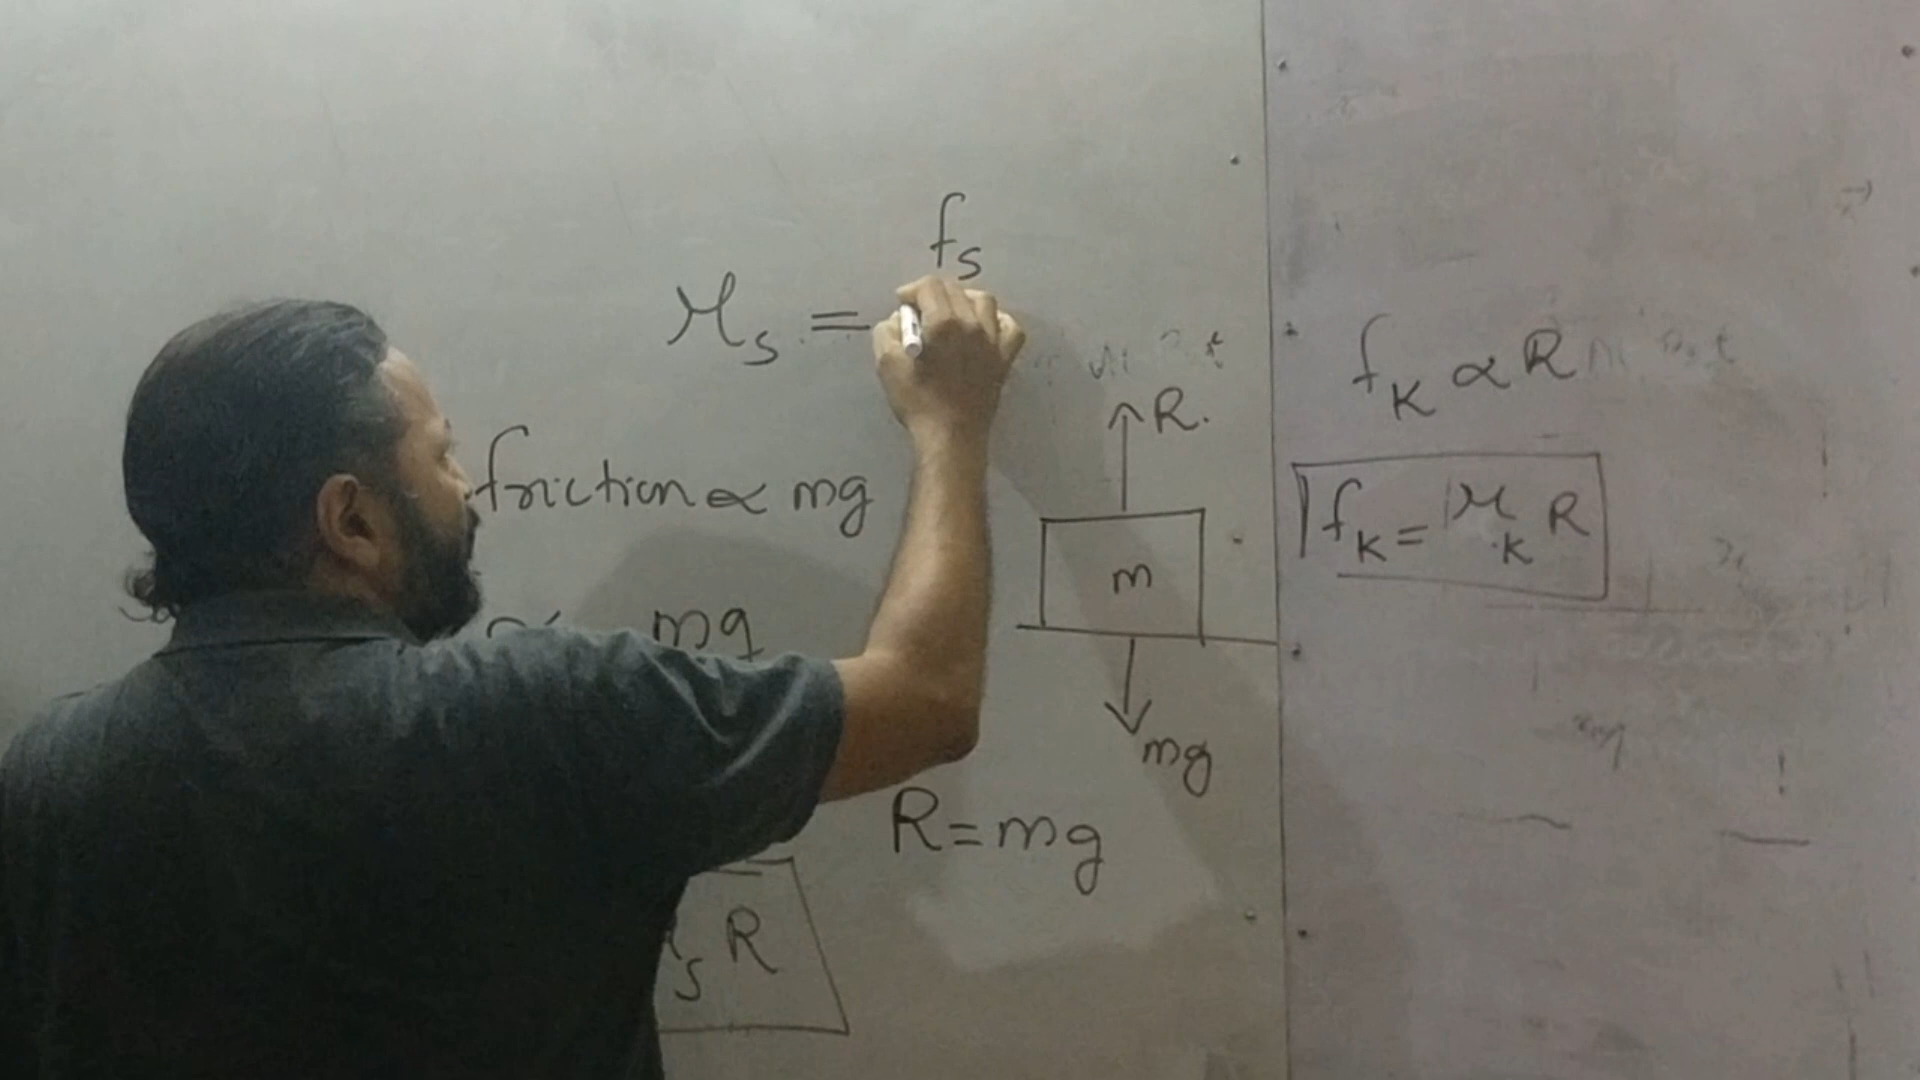 μs = fs
friction ∝ mg
mg
R.
m
mg
R=mg
s R
fK ∝ R
fK = μK R